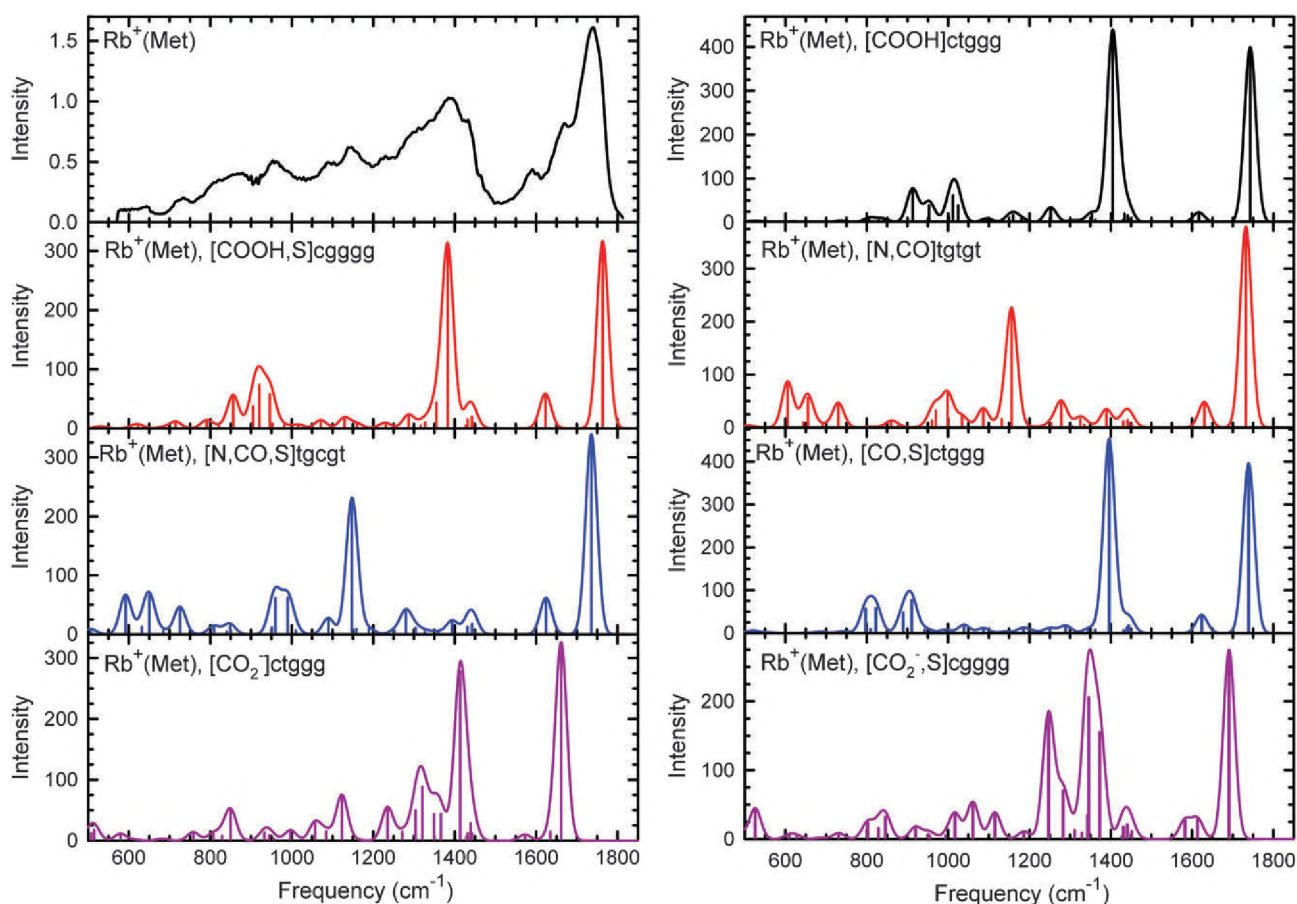 Rb+(Met)
Intensity
1.5
1.0
0.5
0.0
Rb+(Met), [COOH]ctggg
Intensity
400
300
200
100
0
Rb+(Met), [COOH,S]cgggg
Intensity
300
200
100
0
Rb+(Met), [N,CO]tgtgt
Intensity
300
200
100
0
Rb+(Met), [N,CO,S]tgcgt
Intensity
300
200
100
0
Rb+(Met), [CO,S]ctggg
Intensity
400
300
200
100
0
Rb+(Met), [CO2-]ctggg
Intensity
300
200
100
0
600 800 1000 1200 1400 1600 1800
Frequency (cm-1)
Rb+(Met), [CO2-,S]cgggg
Intensity
200
100
0
600 800 1000 1200 1400 1600 1800
Frequency (cm-1)